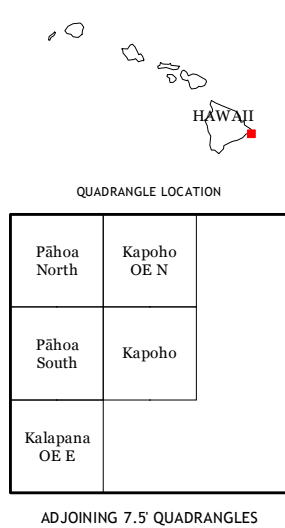 HAWAII
QUADRANGLE LOCATION
Pāhoa
North
Kapoho
OE N
Pāhoa
South
Kapoho
Kalapana
OE E
ADJOINING 7.5' QUADRANGLES